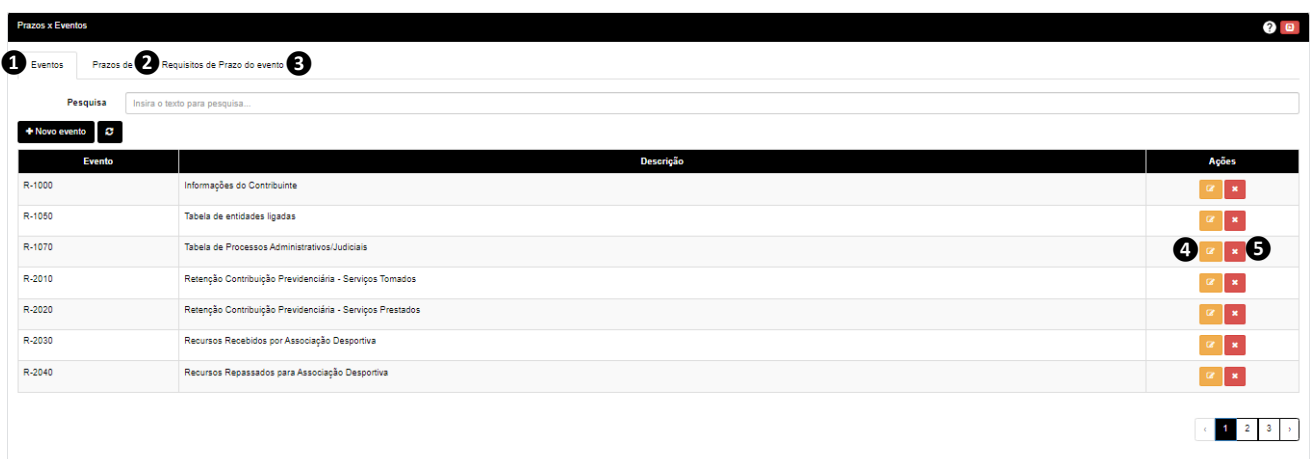 Prazos x Eventos ?
1 Eventos Prazos de 2 Requisitos de Prazo do evento 3
Pesquisa Insira o texto para pesquisa...
+ Novo evento
Evento Descrição Ações
R-1000 Informações do Contribuinte
R-1050 Tabela de entidades ligadas
R-1070 Tabela de Processos Administrativos/Judiciais 4 5
R-2010 Retenção Contribuição Previdenciária - Serviços Tomados
R-2020 Retenção Contribuição Previdenciária - Serviços Prestados
R-2030 Recursos Recebidos por Associação Desportiva
R-2040 Recursos Repassados para Associação Desportiva
‹ 1 2 3 ›